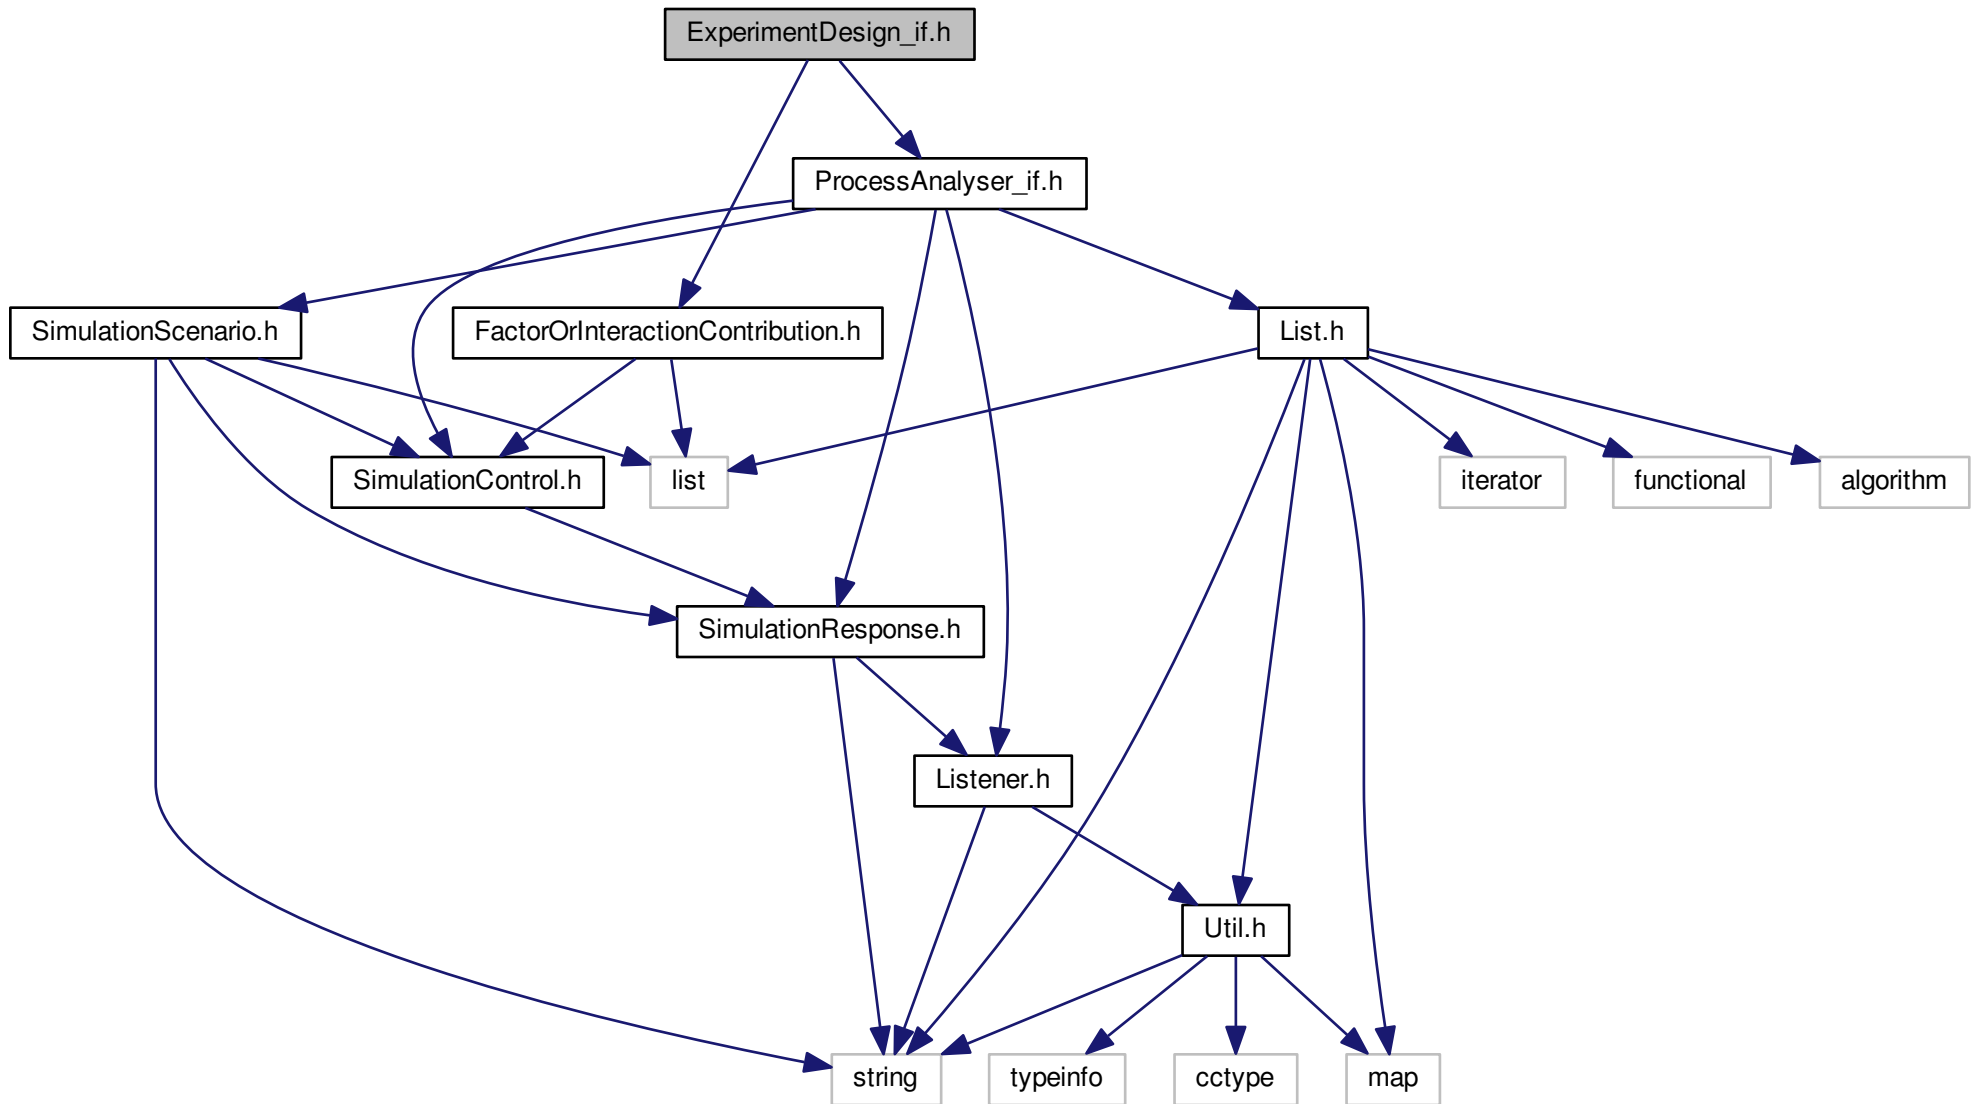 ExperimentDesign_if.h
ProcessAnalyser_if.h
SimulationScenario.h
FactorOrInteractionContribution.h
List.h
SimulationControl.h
list
iterator
functional
algorithm
SimulationResponse.h
Listener.h
Util.h
string
typeinfo
cctype
map